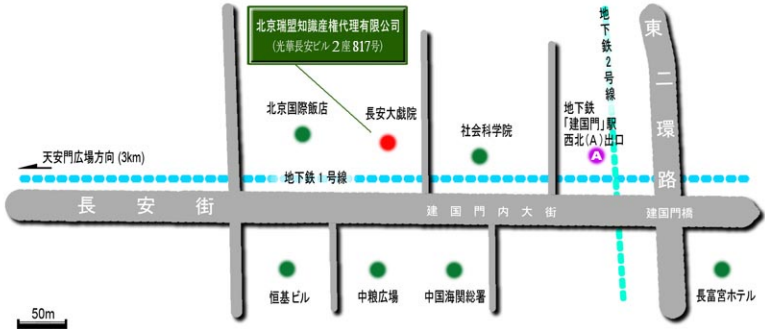 北京瑞盟知識産権代理有限公司
(光華長安ビル2座817号)
地下鉄2号線
東二環路
北京国際飯店
長安大戯院
社会科学院
地下鉄
「建国門」駅
西北(A)出口
A
天安門広場方向 (3km)
地下鉄1号線
長安街
建国門内大街
建国門橋
恒基ビル
中粮広場
中国海関総署
長富宮ホテル
50m